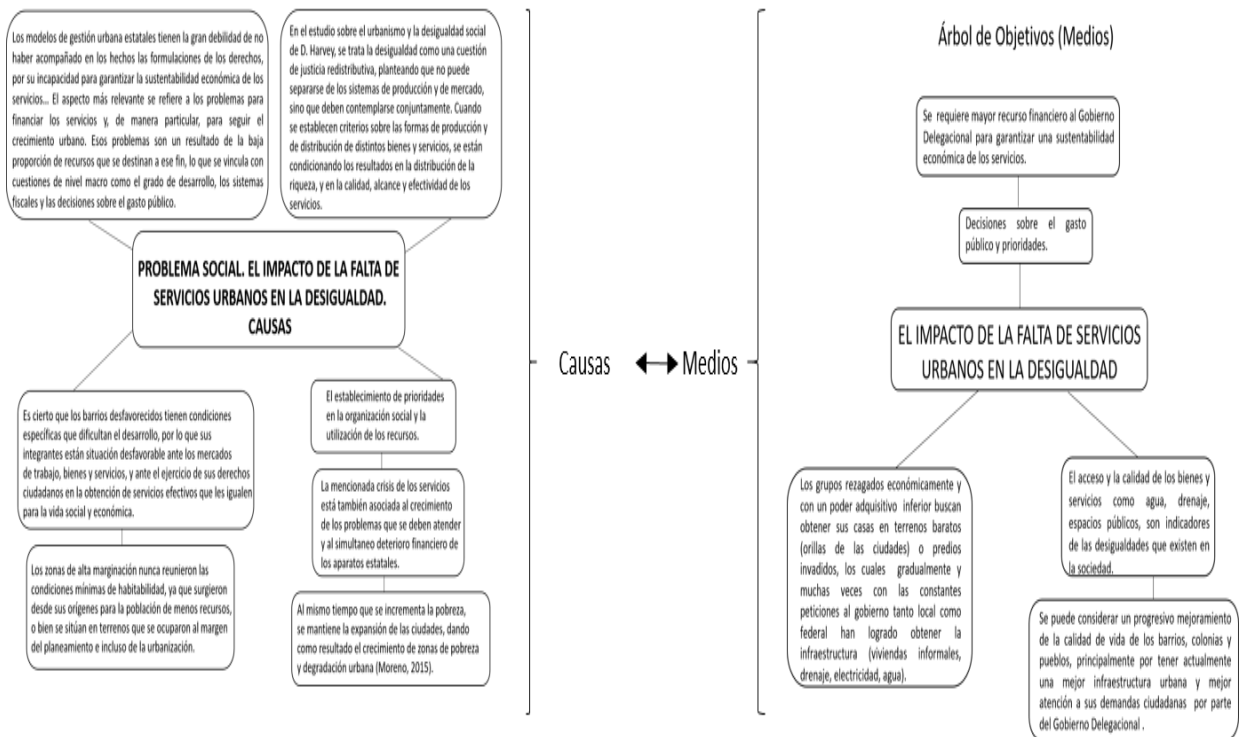 Los modelos de gestión urbana estatales tienen la gran debilidad de no
haber acompañado en los hechos las formulaciones de los derechos,
por su incapacidad para garantizar la sustentabilidad económica de los
servicios... El aspecto más relevante se refiere a los problemas para
financiar los servicios y, de manera particular, para seguir el
crecimiento urbano. Esos problemas son un resultado de la baja
proporción de recursos que se destinan a ese fin, lo que se vincula con
cuestiones de nivel macro como el grado de desarrollo, los sistemas
fiscales y las decisiones sobre el gasto público.
En el estudio sobre el urbanismo y la desigualdad social
de D. Harvey, se trata la desigualdad como una cuestión
de justicia redistributiva, planteando que no puede
separarse de los sistemas de producción y de mercado,
sino que deben contemplarse conjuntamente. Cuando
se establecen criterios sobre las formas de producción y
de distribución de distintos bienes y servicios, se están
condicionando los resultados en la distribución de la
riqueza, y en la calidad, alcance y efectividad de los
servicios.
PROBLEMA SOCIAL. EL IMPACTO DE LA FALTA DE
SERVICIOS URBANOS EN LA DESIGUALDAD.
CAUSAS
Es cierto que los barrios desfavorecidos tienen condiciones
específicas que dificultan el desarrollo, por lo que sus
integrantes están situación desfavorable ante los mercados
de trabajo, bienes y servicios, y ante el ejercicio de sus derechos
ciudadanos en la obtención de servicios efectivos que les igualen
para la vida social y económica.
Los zonas de alta marginación nunca reunieron las
condiciones mínimas de habitabilidad, ya que surgieron
desde sus orígenes para la población de menos recursos,
o bien se sitúan en terrenos que se ocuparon al margen
del planeamiento e incluso de la urbanización.
El establecimiento de prioridades
en la organización social y la
utilización de los recursos.
La mencionada crisis de los servicios
está también asociada al crecimiento
de los problemas que se deben atender
y al simultaneo deterioro financiero de
los aparatos estatales.
Al mismo tiempo que se incrementa la pobreza,
se mantiene la expansión de las ciudades, dando
como resultado el crecimiento de zonas de pobreza
y degradación urbana (Moreno, 2015).
Causas
Medios
Árbol de Objetivos (Medios)
Se requiere mayor recurso financiero al Gobierno
Delegacional para garantizar una sustentabilidad
económica de los servicios.
Decisiones sobre el gasto
público y prioridades.
EL IMPACTO DE LA FALTA DE SERVICIOS
URBANOS EN LA DESIGUALDAD
Los grupos rezagados económicamente y
con un poder adquisitivo inferior buscan
obtener sus casas en terrenos baratos
(orillas de las ciudades) o predios
invadidos, los cuales gradualmente y
muchas veces con las constantes
peticiones al gobierno tanto local como
federal han logrado obtener la
infraestructura (viviendas informales,
drenaje, electricidad, agua).
El acceso y la calidad de los bienes y
servicios como agua, drenaje,
espacios públicos, son indicadores
de las desigualdades que existen en
la sociedad.
Se puede considerar un progresivo mejoramiento
de la calidad de vida de los barrios, colonias y
pueblos, principalmente por tener actualmente
una mejor infraestructura urbana y mejor
atención a sus demandas ciudadanas por parte
del Gobierno Delegacional .